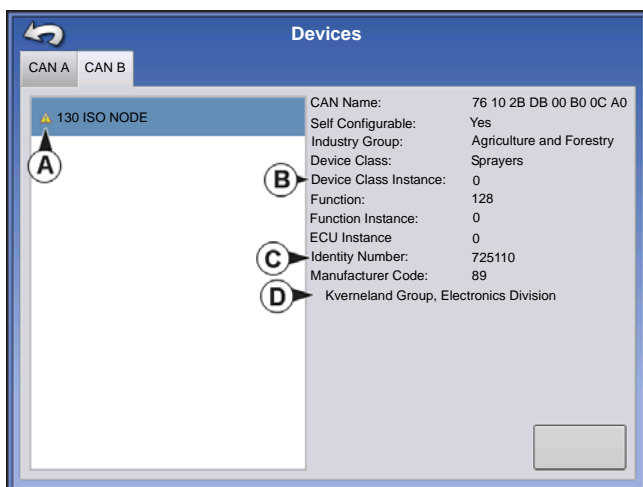 Devices
CAN A
CAN B
130 ISO NODE
A
CAN Name: 76 10 2B DB 00 B0 0C A0
Self Configurable: Yes
Industry Group: Agriculture and Forestry
Device Class: Sprayers
B
Device Class Instance: 0
Function: 128
Function Instance: 0
ECU Instance 0
C
Identity Number: 725110
Manufacturer Code: 89
D
Kverneland Group, Electronics Division